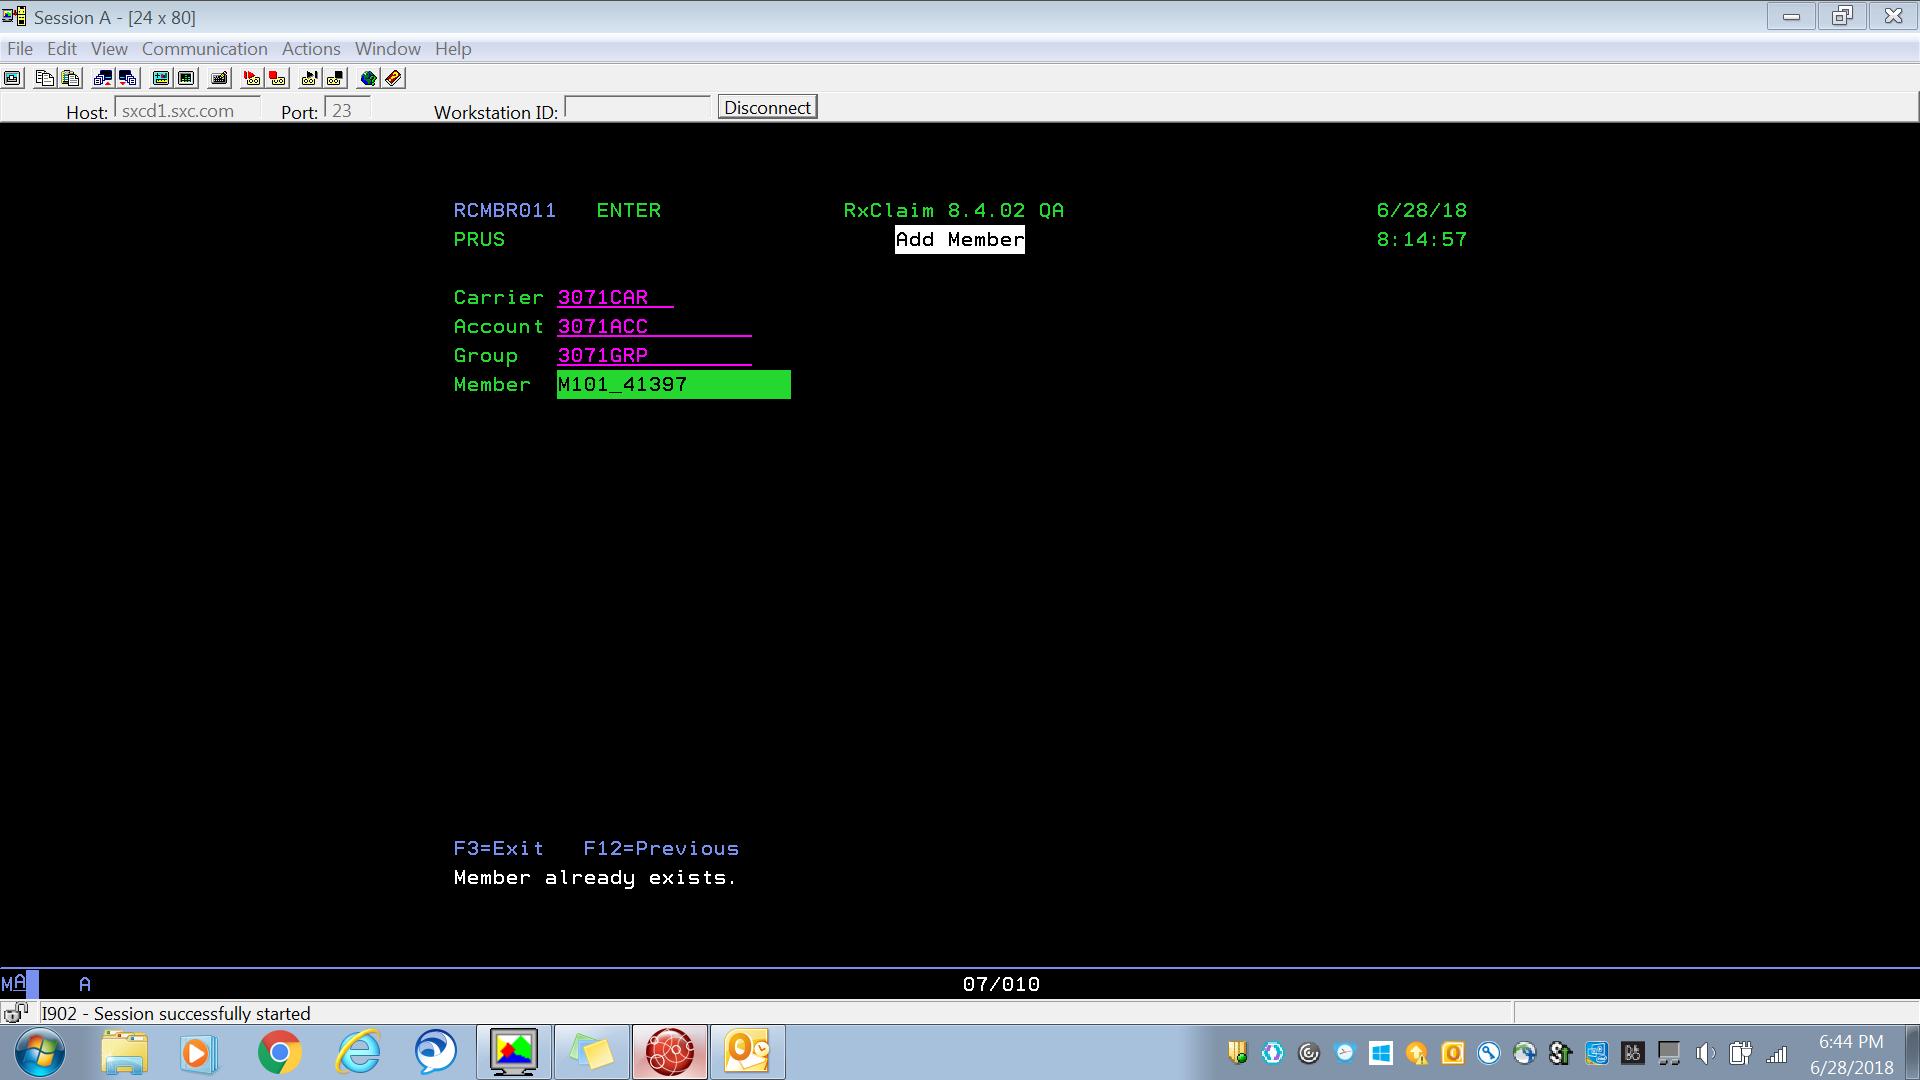 Session A - [24 x 80]
File Edit View Communication Actions Window Help
Host: sxcd1.sxc.com Port: 23 Workstation ID: Disconnect
RCMBR011 ENTER RxClaim 8.4.02 QA 6/28/18
PRUS Add Member 8:14:57
Carrier 3071CAR
Account 3071ACC
Group 3071GRP
Member M101_41397
F3=Exit F12=Previous
Member already exists.
MA A 07/010
I902 - Session successfully started
6:44 PM
6/28/2018